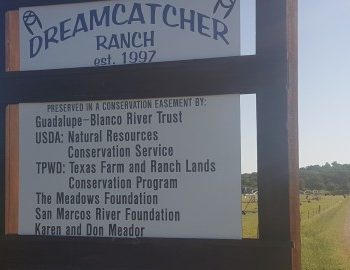 DREAMCATCHER
RANCH
est. 1997
PRESERVED IN A CONSERVATION EASEMENT BY:
Guadalupe-Blanco River Trust
USDA: Natural Resources
Conservation Service
TPWD: Texas Farm and Ranch Lands
Conservation Program
The Meadows Foundation
San Marcos River Foundation
Karen and Don Meador